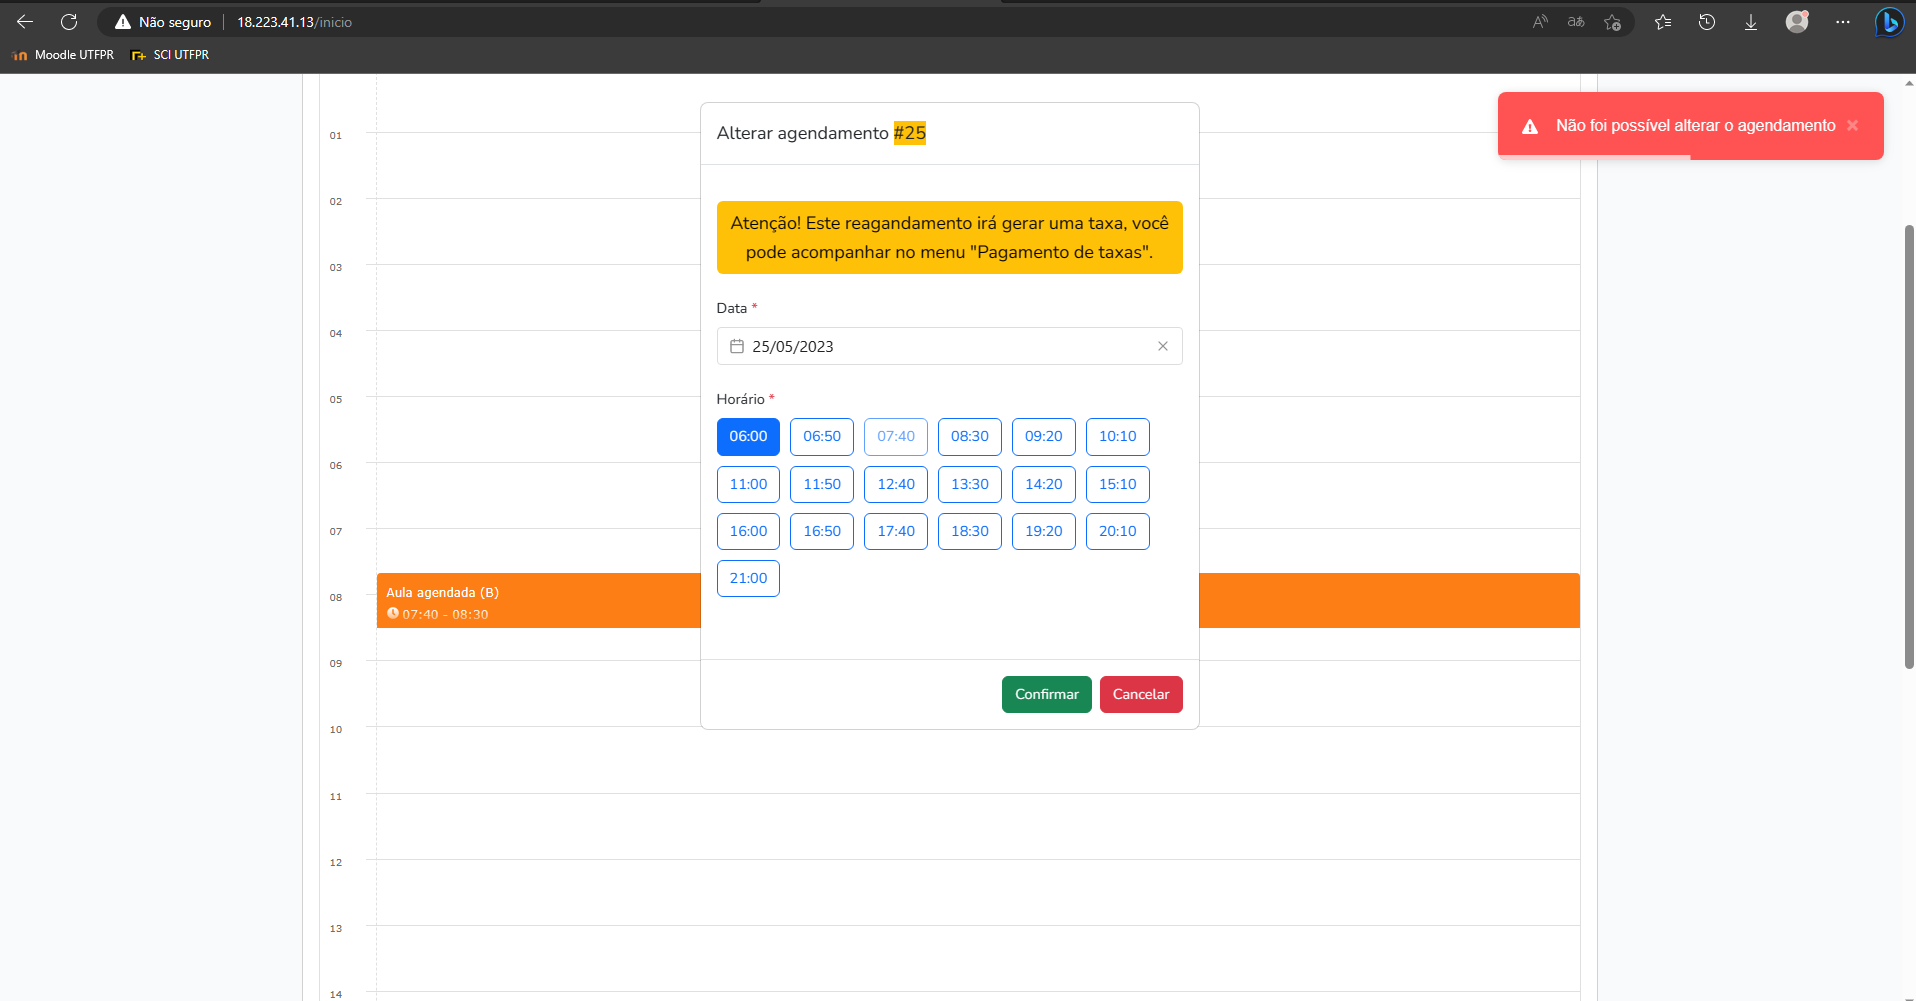 Não seguro 18.223.41.13/inicio
Moodle UTFPR SCI UTFPR
Não foi possível alterar o agendamento
Alterar agendamento #25
Atenção! Este reagandamento irá gerar uma taxa, você
pode acompanhar no menu "Pagamento de taxas".
Data *
25/05/2023
Horário *
06:00 06:50 07:40 08:30 09:20 10:10
11:00 11:50 12:40 13:30 14:20 15:10
16:00 16:50 17:40 18:30 19:20 20:10
21:00
Confirmar Cancelar
01
02
03
04
05
06
07
08
Aula agendada (B)
07:40 - 08:30
09
10
11
12
13
14